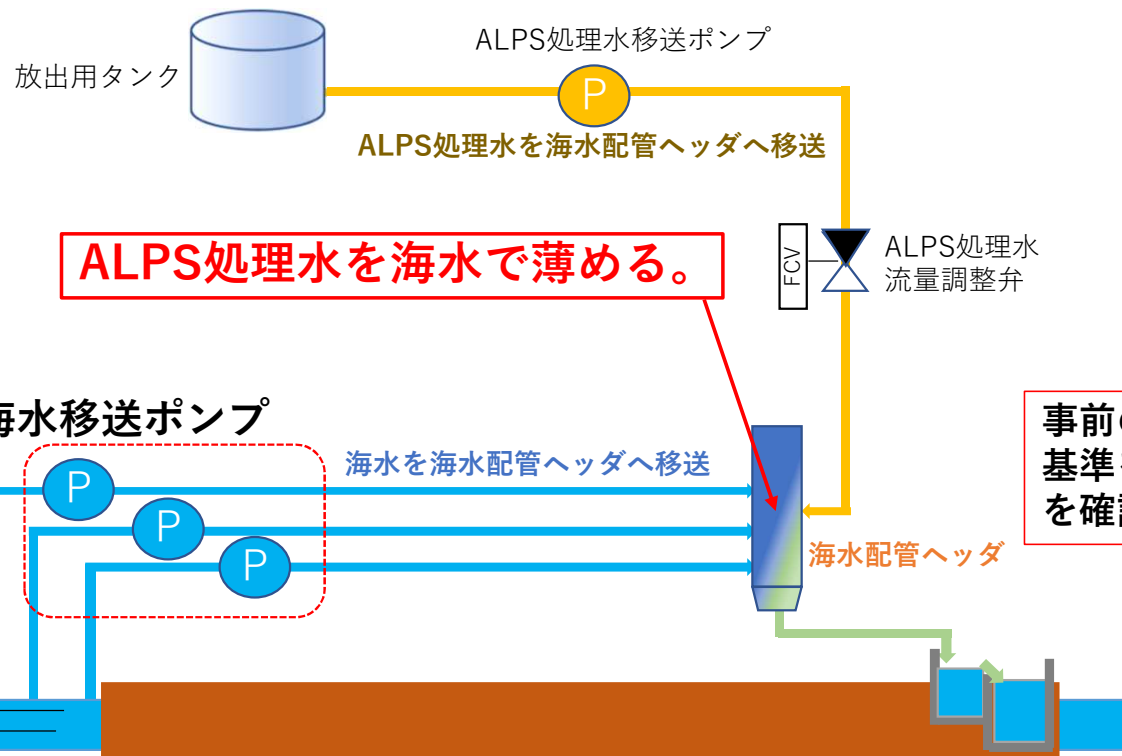 ALPS処理水移送ポンプ
放出用タンク
P
ALPS処理水を海水配管ヘッダへ移送
ALPS処理水を海水で薄める。
FCV
ALPS処理水
流量調整弁
海水移送ポンプ
海水を海水配管ヘッダへ移送
P
P
P
海水配管ヘッダ
事前の
基準
を確